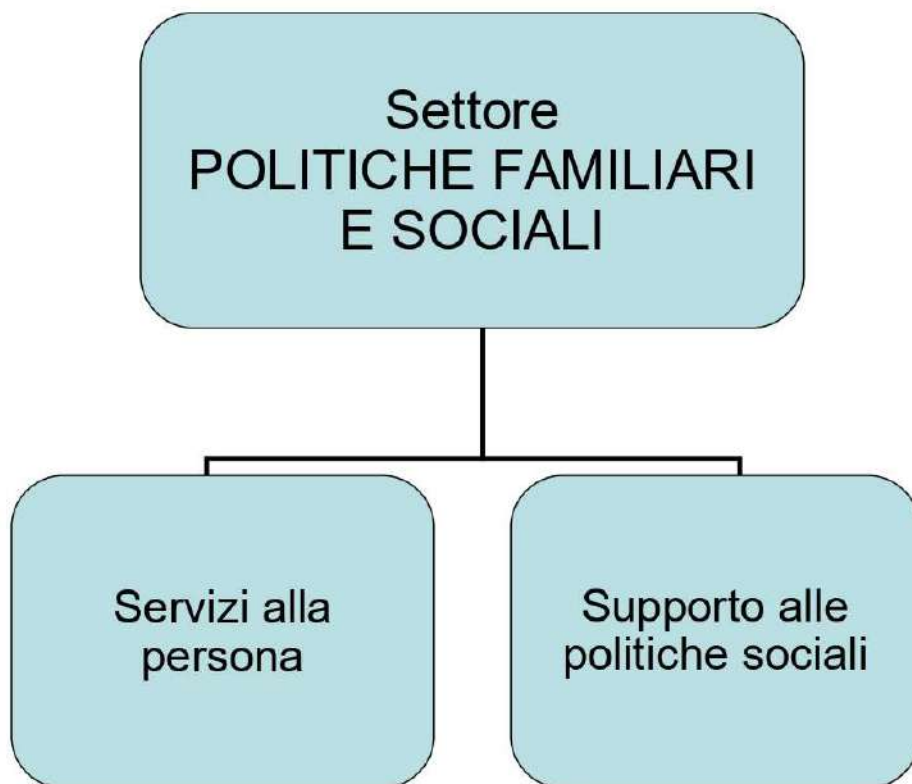 Settore
POLITICHE FAMILIARI
E SOCIALI
Servizi alla
persona
Supporto alle
politiche sociali